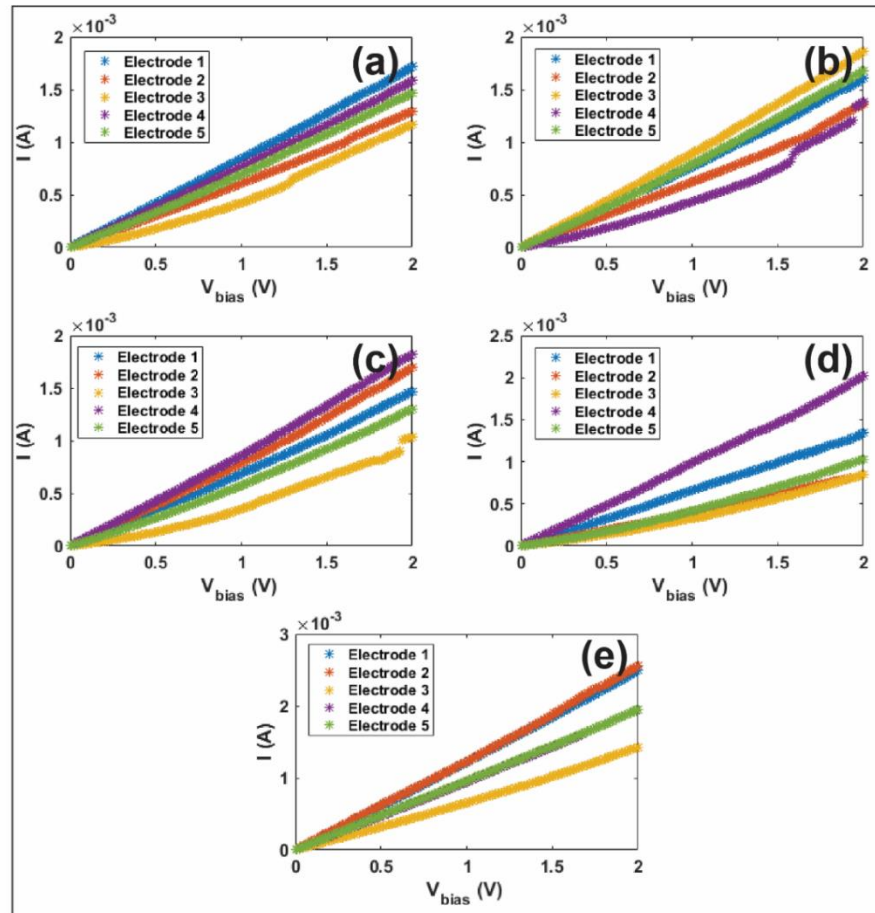 ×10⁻³
2
1.5
1
0.5
0
I (A)
Electrode 1
Electrode 2
Electrode 3
Electrode 4
Electrode 5
(a)
0 0.5 1 1.5 2
V_bias (V)
×10⁻³
2
1.5
1
0.5
0
I (A)
Electrode 1
Electrode 2
Electrode 3
Electrode 4
Electrode 5
(b)
0 0.5 1 1.5 2
V_bias (V)
×10⁻³
2
1.5
1
0.5
0
I (A)
Electrode 1
Electrode 2
Electrode 3
Electrode 4
Electrode 5
(c)
0 0.5 1 1.5 2
V_bias (V)
×10⁻³
2.5
2
1.5
1
0.5
0
I (A)
Electrode 1
Electrode 2
Electrode 3
Electrode 4
Electrode 5
(d)
0 0.5 1 1.5 2
V_bias (V)
×10⁻³
3
2
1
0
I (A)
Electrode 1
Electrode 2
Electrode 3
Electrode 4
Electrode 5
(e)
0 0.5 1 1.5 2
V_bias (V)